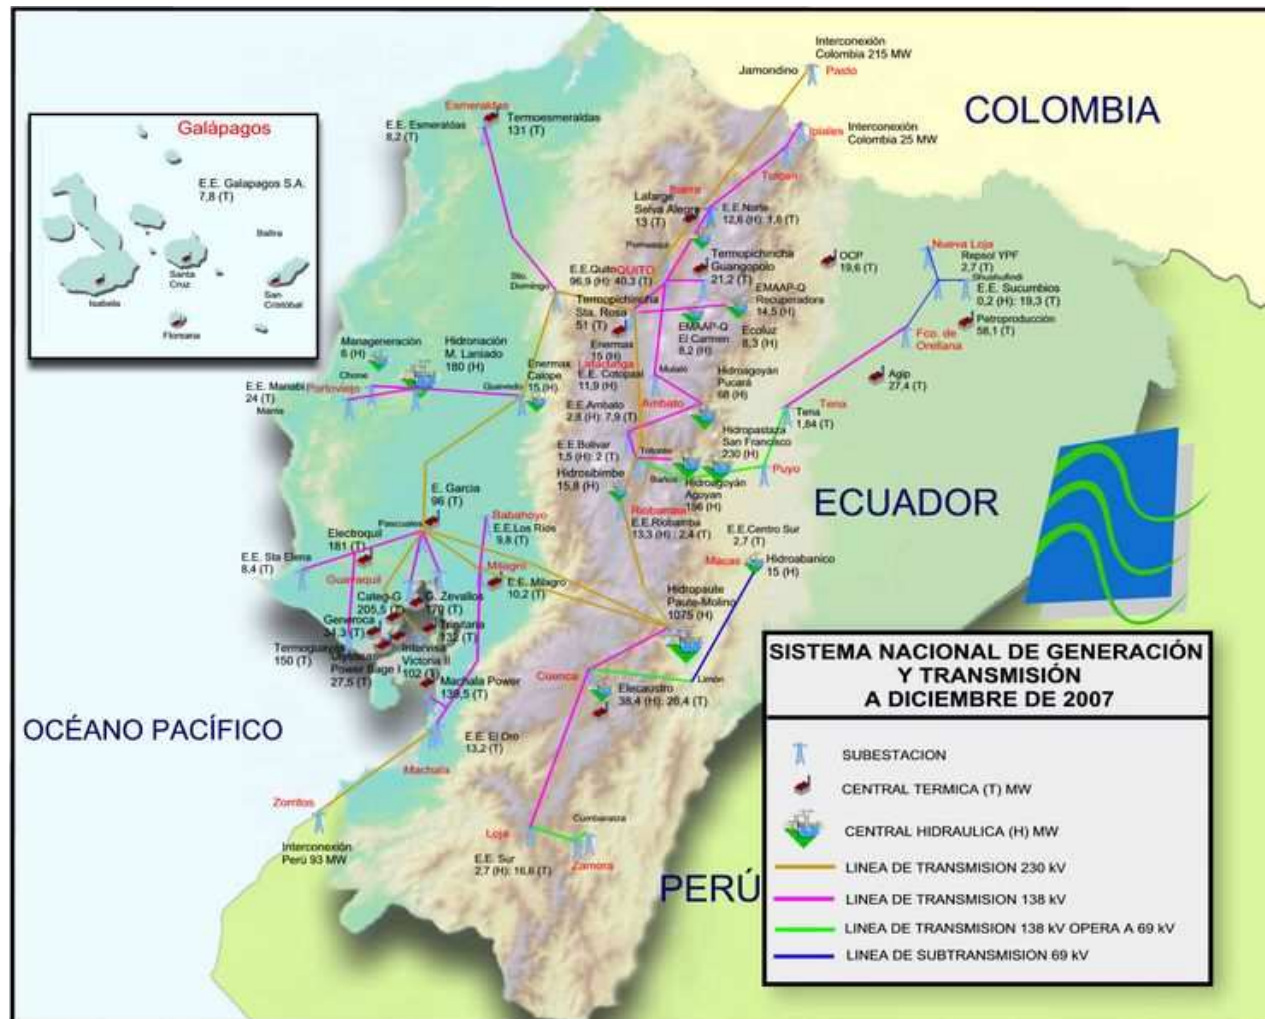 Interconexión
Colombia 215 MW
Jamondino
Pasto
COLOMBIA
Esmeraldas
Termoesmeraldas
131 (T)
E.E. Esmeraldas
8,2 (T)
Ipiales
Interconexión
Colombia 25 MW
Tulcan
Galápagos
E.E. Galapagos S.A.
7,8 (T)
Baltra
Santa
Cruz
Isabela
San
Cristóbal
Floreana
Ibarra
Lafarge
Selva Alegre
13 (T)
E.E.Norte
12,6 (H): 1,6 (T)
Pomasqui
Termopichincha
Guangopolo
21,2 (T)
OCP
19,6 (T)
Nueva Loja
Repsol YPF
2,7 (T)
Shushufindi
E.E. Sucumbios
0,2 (H): 19,3 (T)
Petroproducción
58,1 (T)
Fco. de
Orellana
Agip
27,4 (T)
Sto.
Domingo
E.E.Quito
QUITO
96,9 (H): 40,3 (T)
Termopichincha
Sta. Rosa
51 (T)
EMAAP-Q
Recuperadora
14,5 (H)
EMAAP-Q
El Carmen
8,2 (H)
Ecoluz
8,3 (H)
Enermax
15 (H)
Latacunga
E.E. Cotopaxi
11,9 (H)
Mulaló
Manageneración
6 (H)
Hidronación
M. Laniado
180 (H)
Enermax
Calope
15 (H)
Chone
Quevedo
E.E. Manabí
24 (T)
Portoviejo
Manta
E.E.Ambato
2,8 (H): 7,9 (T)
Ambato
Hidroagoyán
Pucará
68 (H)
Tena
Tena
1,84 (T)
E.E.Bolívar
1,5 (H): 2 (T)
Totoras
Hidropastaza
San Francisco
230 (H)
Puyo
Baños
Hidroagoyán
Agoyan
156 (H)
Hidrosibimbe
15,8 (H)
Riobamba
E.E.Riobamba
13,3 (H) : 2,4 (T)
ECUADOR
E. García
96 (T)
Pascuales
Babahoyo
E.E.Los Ríos
9,8 (T)
E.E.Centro Sur
2,7 (T)
Macas
Hidroabanico
15 (H)
Electroquil
181 (T)
E.E. Sta Elena
8,4 (T)
Guayaquil
Milagro
E.E. Milagro
10,2 (T)
Categ-G
205,5 (T)
G. Zevallos
170 (T)
Generoca
34,3 (T)
Trinitaria
132 (T)
Hidropaute
Paute-Molino
1075 (H)
Termoguayas
150 (T)
Power Barge I
27,5 (T)
Intervisa
Victoria II
102 (T)
Machala Power
139,5 (T)
Cuenca
Limón
Elecaustro
38,4 (H): 26,4 (T)
E.E. El Oro
13,2 (T)
Machala
OCÉANO PACÍFICO
Zorritos
Interconexión
Perú 93 MW
Loja
Cumbaratza
E.E. Sur
2,7 (H): 16,6 (T)
Zamora
PERÚ
SISTEMA NACIONAL DE GENERACIÓN
Y TRANSMISIÓN
A DICIEMBRE DE 2007
SUBESTACION
CENTRAL TERMICA (T) MW
CENTRAL HIDRAULICA (H) MW
LINEA DE TRANSMISION 230 kV
LINEA DE TRANSMISION 138 kV
LINEA DE TRANSMISION 138 kV OPERA A 69 kV
LINEA DE SUBTRANSMISION 69 kV